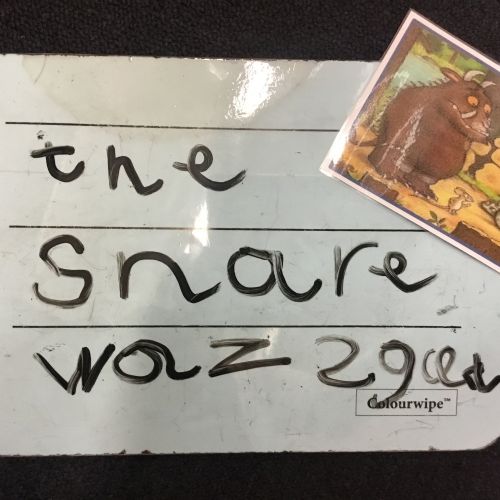 the
snare
waz
Colourwipe™